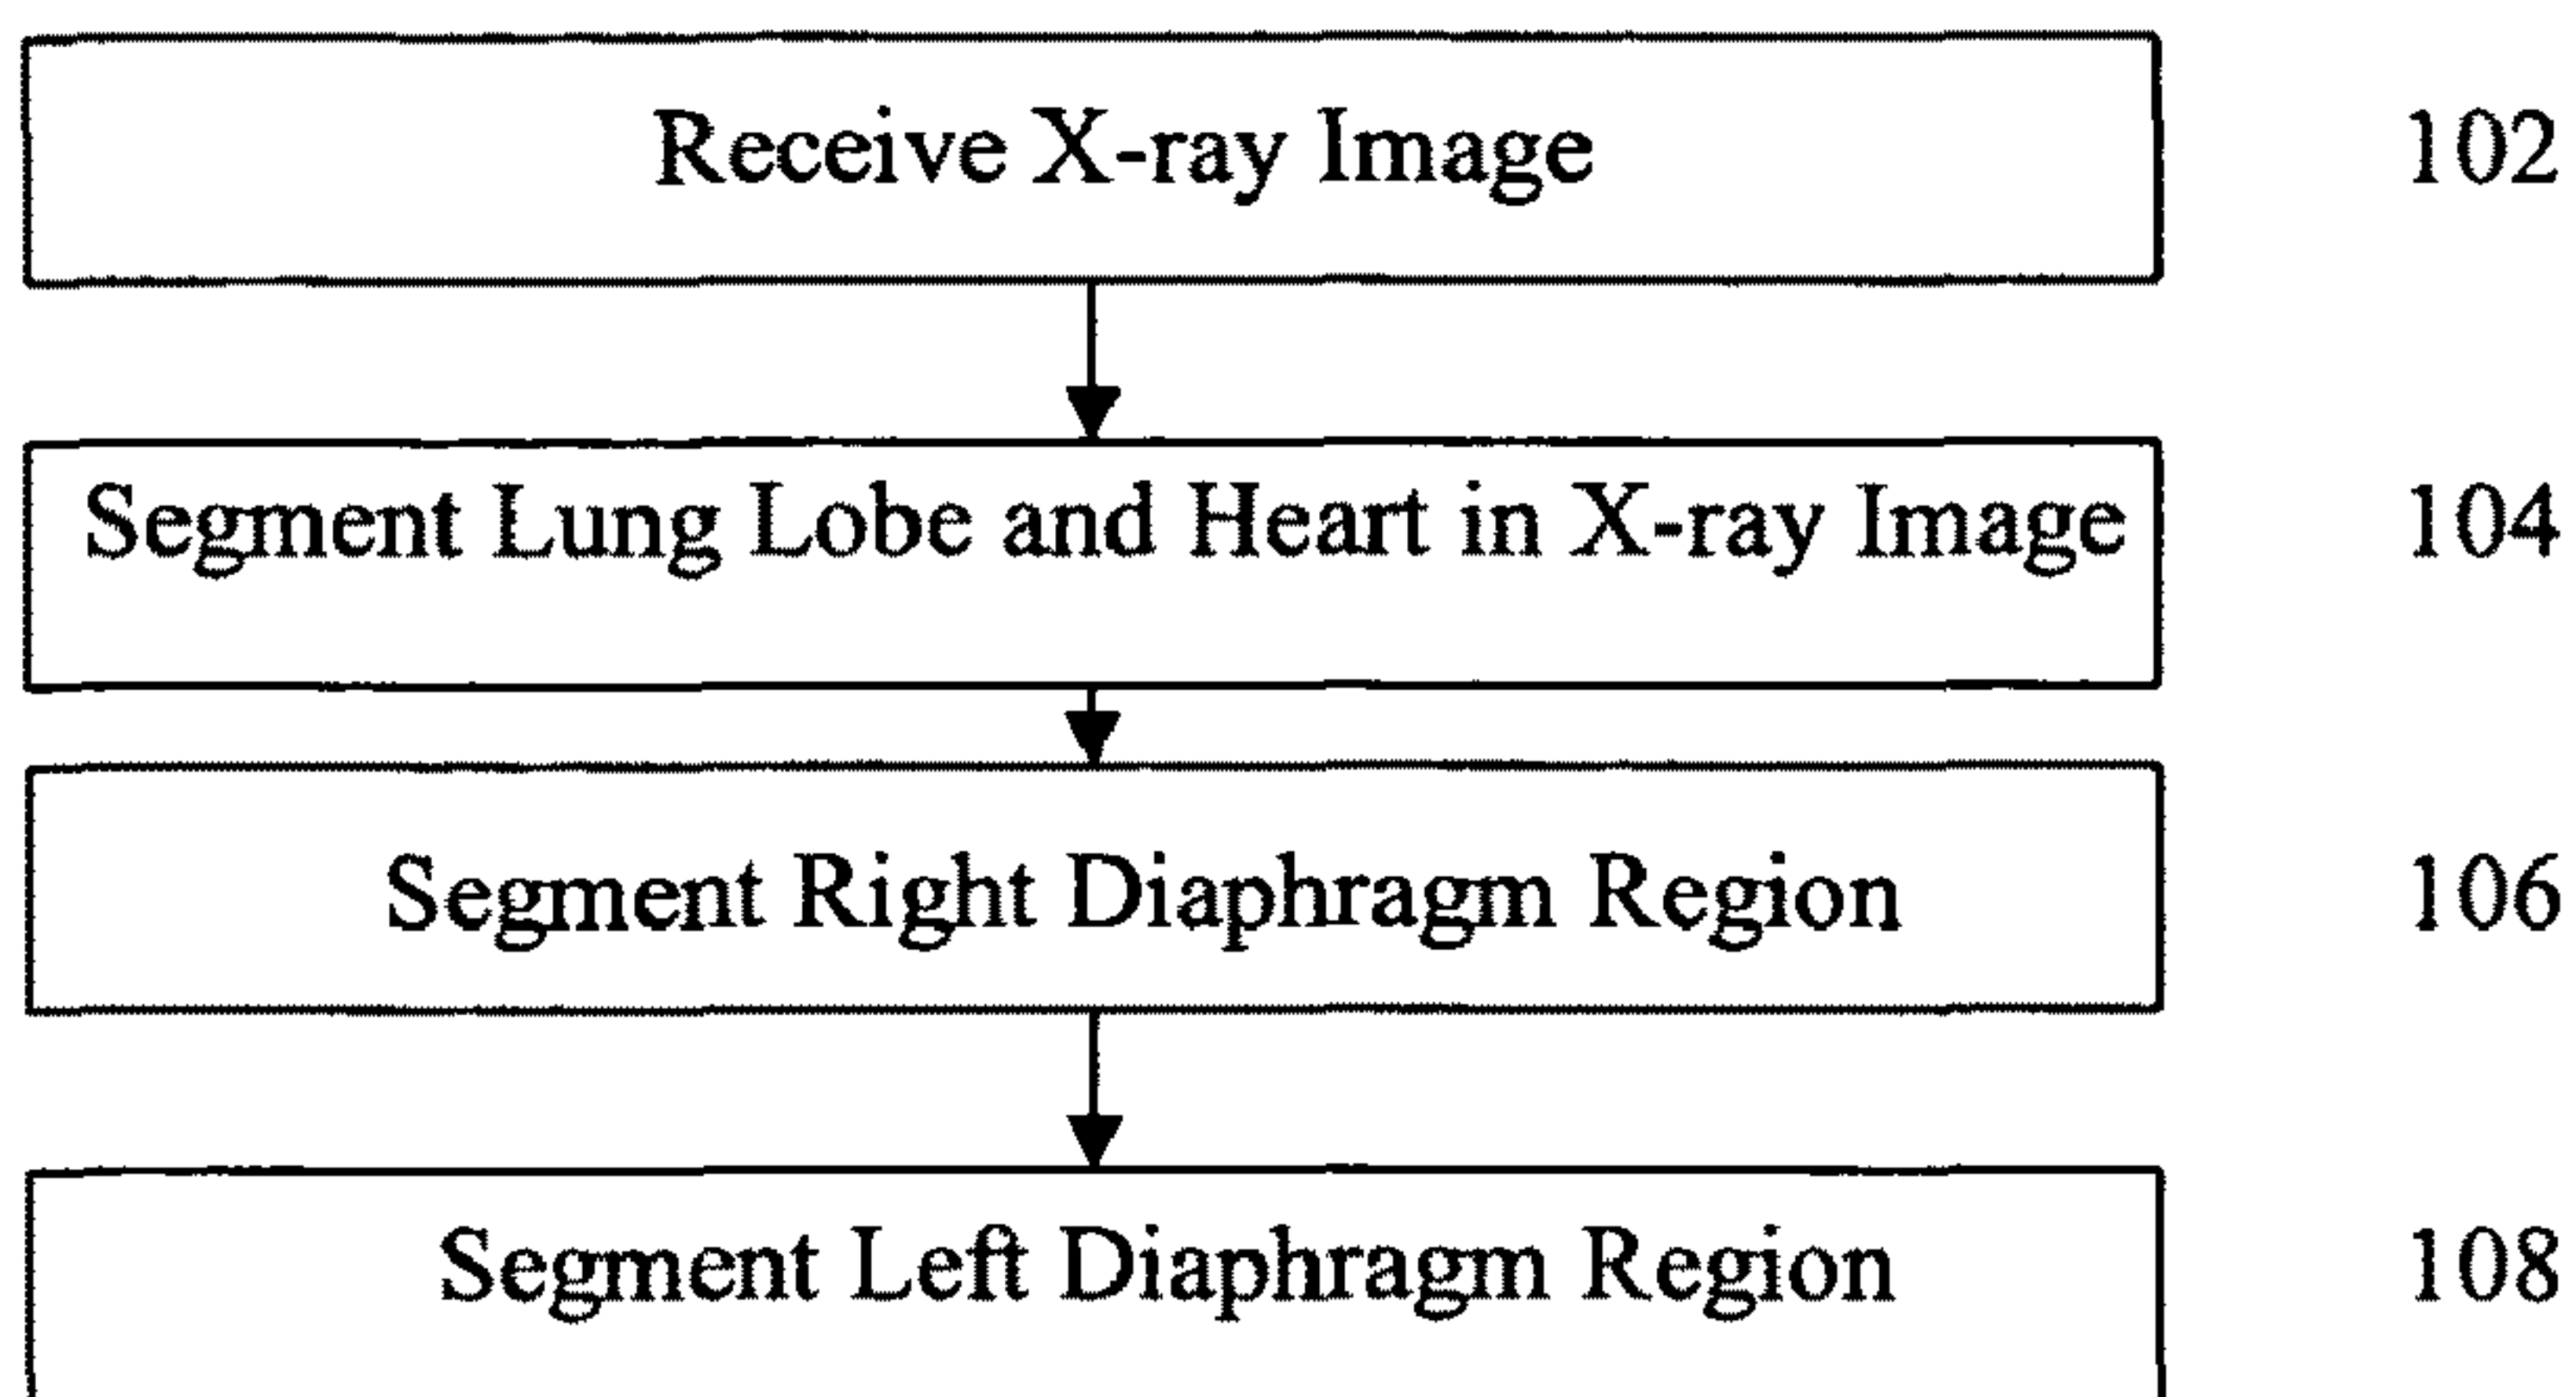 Receive X-ray Image 102
Segment Lung Lobe and Heart in X-ray Image 104
Segment Right Diaphragm Region 106
Segment Left Diaphragm Region 108